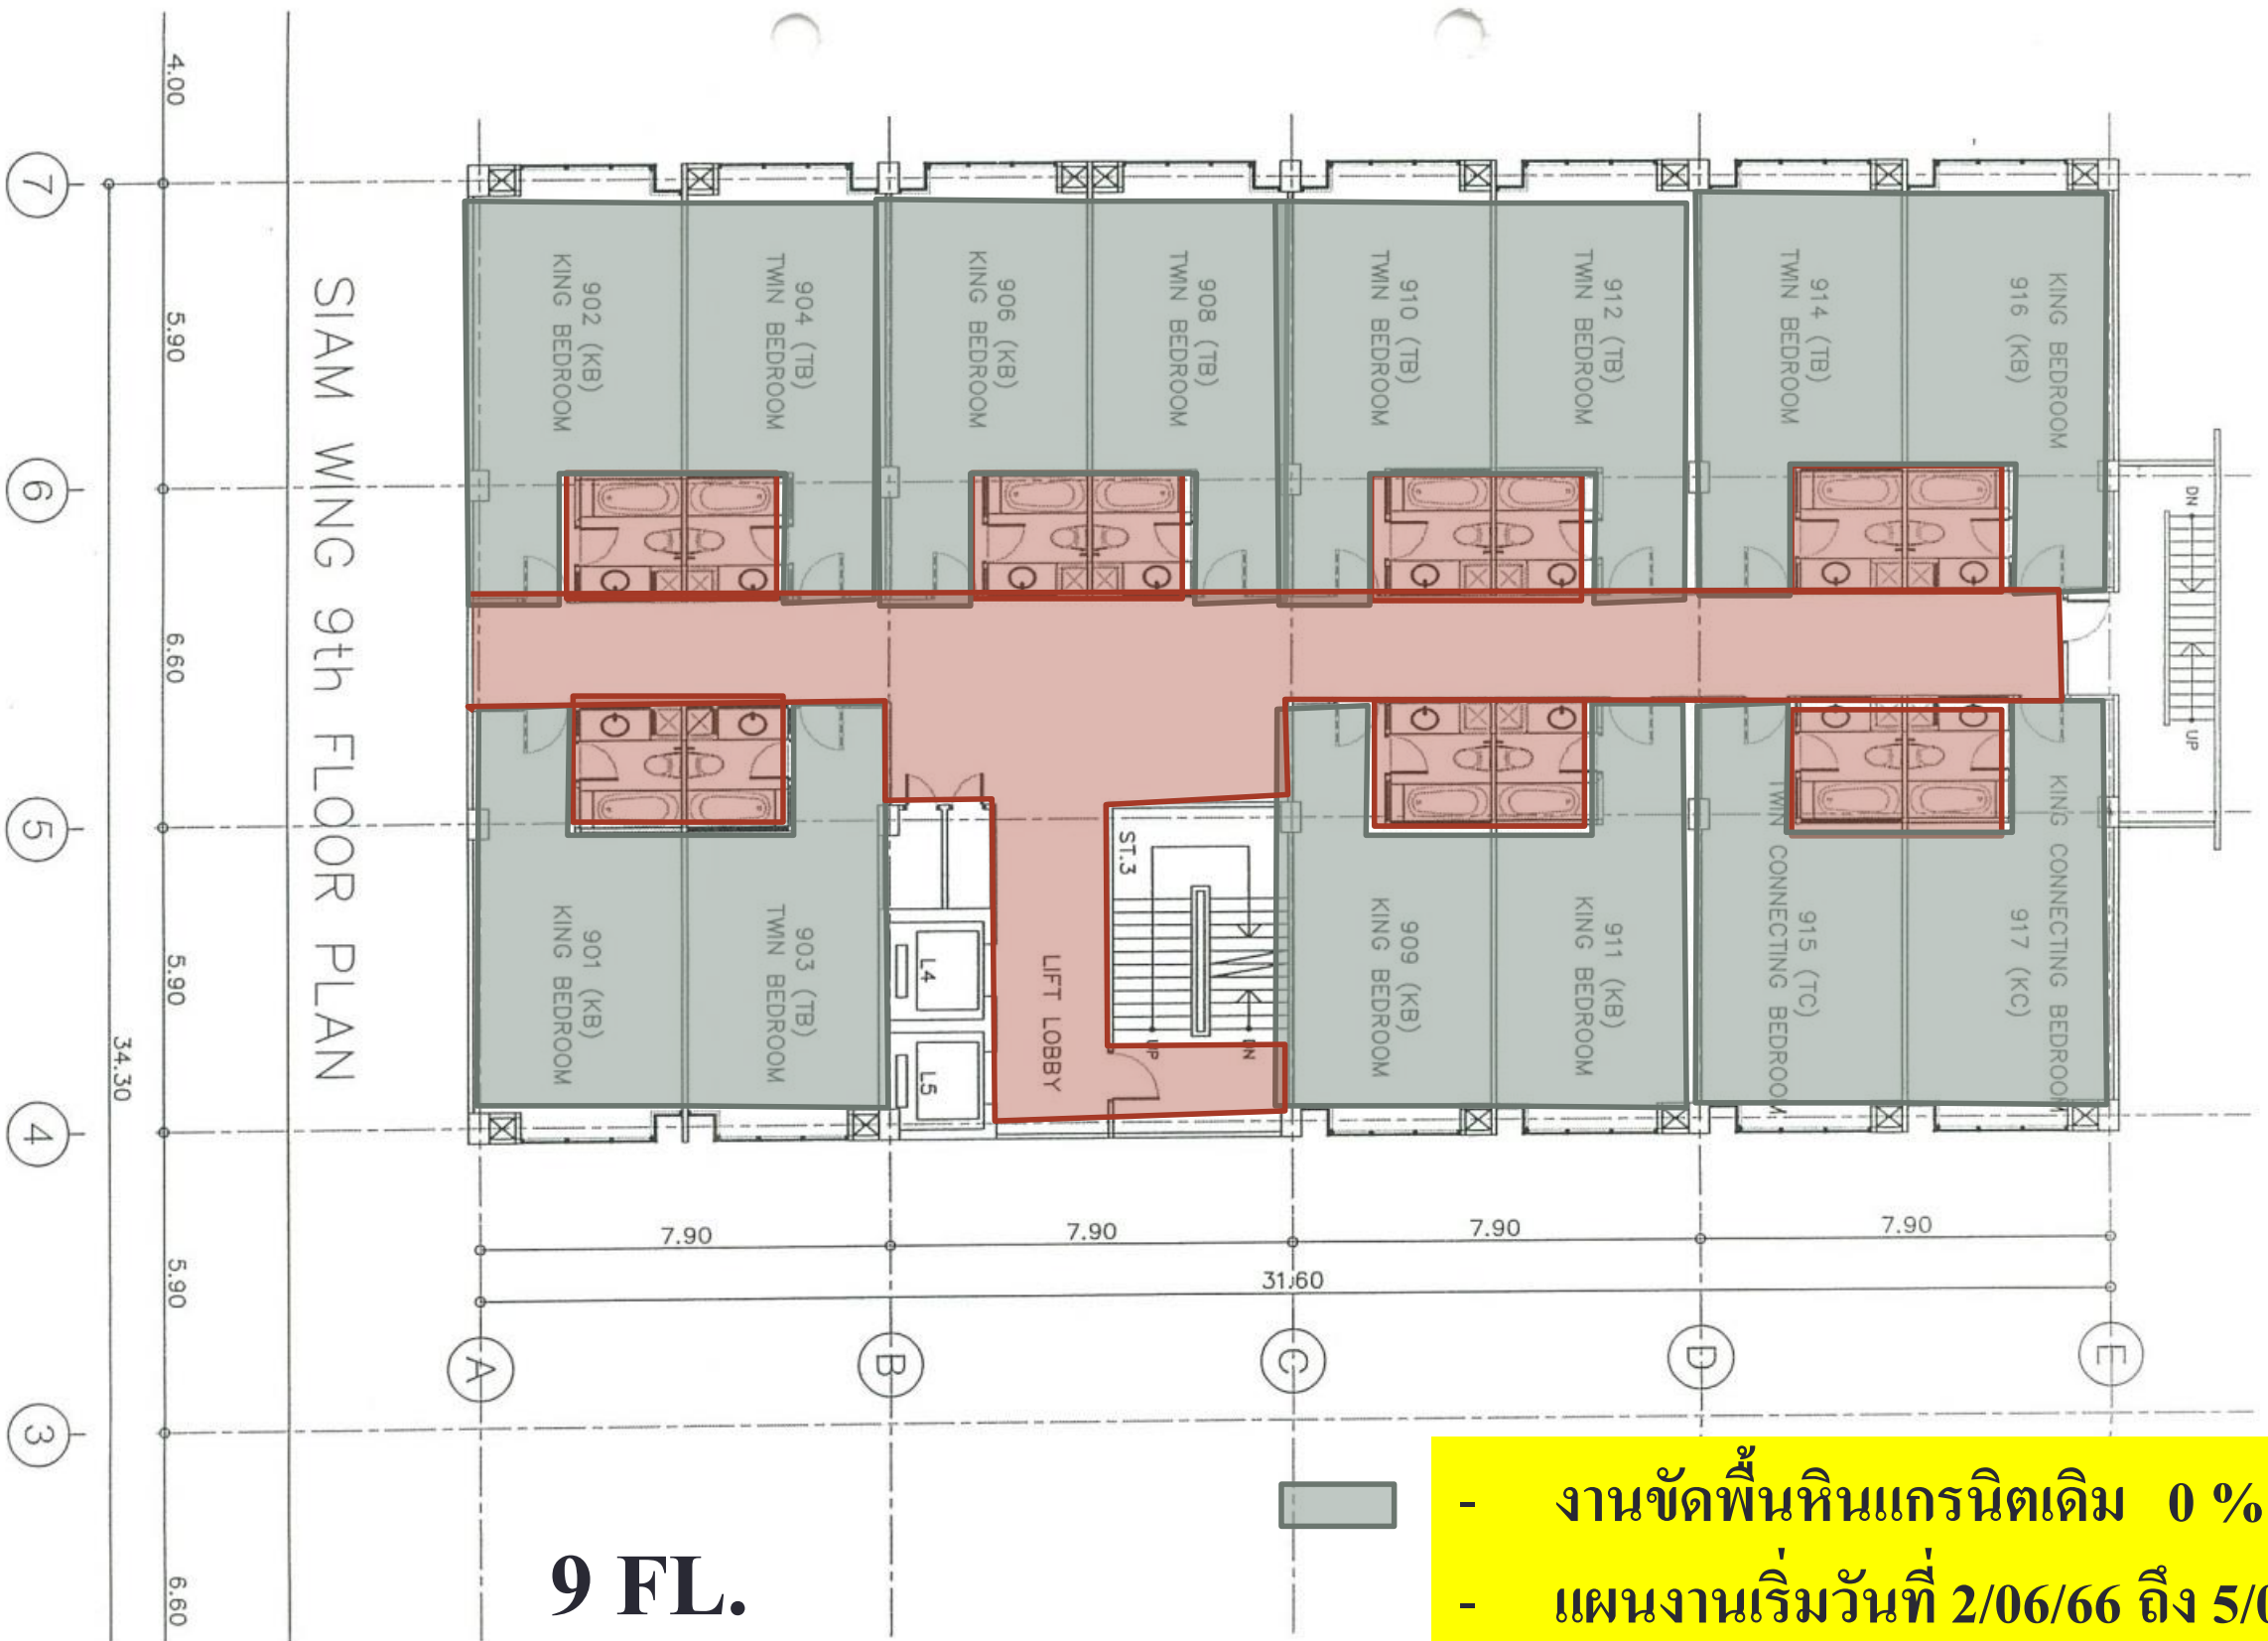 4.00
5.90
6.60
5.90
5.90
6.60
34.30
7
6
5
4
3
SIAM WING 9th FLOOR PLAN
902 (KB)
KING BEDROOM
904 (TB)
TWIN BEDROOM
906 (KB)
KING BEDROOM
908 (TB)
TWIN BEDROOM
910 (TB)
TWIN BEDROOM
912 (TB)
TWIN BEDROOM
914 (TB)
TWIN BEDROOM
KING BEDROOM
916 (KB)
DN
UP
901 (KB)
KING BEDROOM
903 (TB)
TWIN BEDROOM
L4
L5
LIFT LOBBY
ST.3
UP
DN
909 (KB)
KING BEDROOM
911 (KB)
KING BEDROOM
915 (TC)
TWIN CONNECTING BEDROOM
KING CONNECTING BEDROOM
917 (KC)
7.90
7.90
7.90
7.90
31.60
A
B
C
D
E
9 FL.
- งานขัดพื้นหินแกรนิตเดิม 0 %
- แผนงานเริ่มวันที่ 2/06/66 ถึง 5/